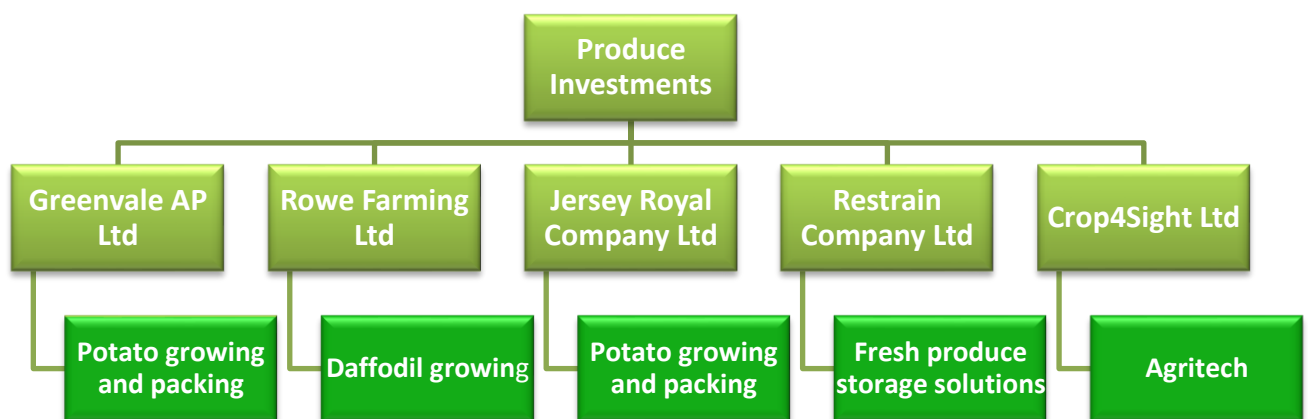 Produce
Investments
Greenvale AP
Ltd
Rowe Farming
Ltd
Jersey Royal
Company Ltd
Restrain
Company Ltd
Crop4Sight Ltd
Potato growing
and packing
Daffodil growing
Potato growing
and packing
Fresh produce
storage solutions
Agritech